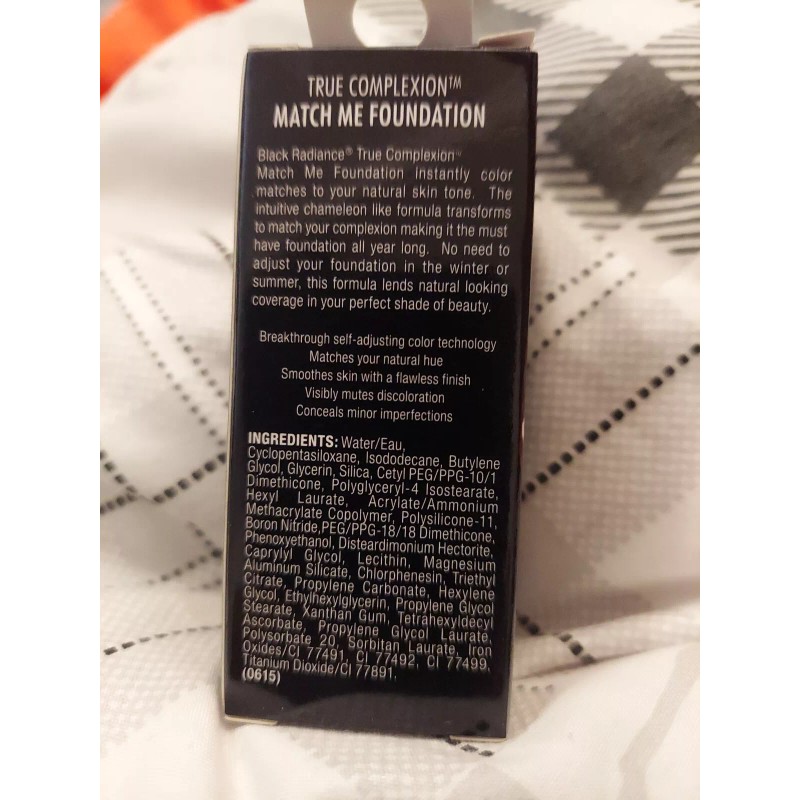 TRUE COMPLEXION™
MATCH ME FOUNDATION
Black Radiance® True Complexion™
Match Me Foundation instantly color
matches to your natural skin tone. The
intuitive chameleon like formula transforms
to match your complexion making it the must
have foundation all year long. No need to
adjust your foundation in the winter or
summer, this formula lends natural looking
coverage in your perfect shade of beauty.
Breakthrough self-adjusting color technology
Matches your natural hue
Smoothes skin with a flawless finish
Visibly mutes discoloration
Conceals minor imperfections
INGREDIENTS: Water/Eau,
Cyclopentasiloxane, Isododecane, Butylene
Glycol, Glycerin, Silica, Cetyl PEG/PPG-10/1
Dimethicone, Polyglyceryl-4 Isostearate,
Hexyl Laurate, Acrylate/Ammonium
Methacrylate Copolymer, Polysilicone-11,
Boron Nitride,PEG/PPG-18/18 Dimethicone,
Phenoxyethanol, Disteardimonium Hectorite,
Caprylyl Glycol, Lecithin, Magnesium
Aluminum Silicate, Chlorphenesin, Triethyl
Citrate, Propylene Carbonate, Hexylene
Glycol, Ethylhexylglycerin, Propylene Glycol
Stearate, Xanthan Gum, Tetrahexyldecyl
Ascorbate, Propylene Glycol Laurate,
Polysorbate 20, Sorbitan Laurate, Iron
Oxides/CI 77491, CI 77492, CI 77499,
Titanium Dioxide/CI 77891.
(0615)